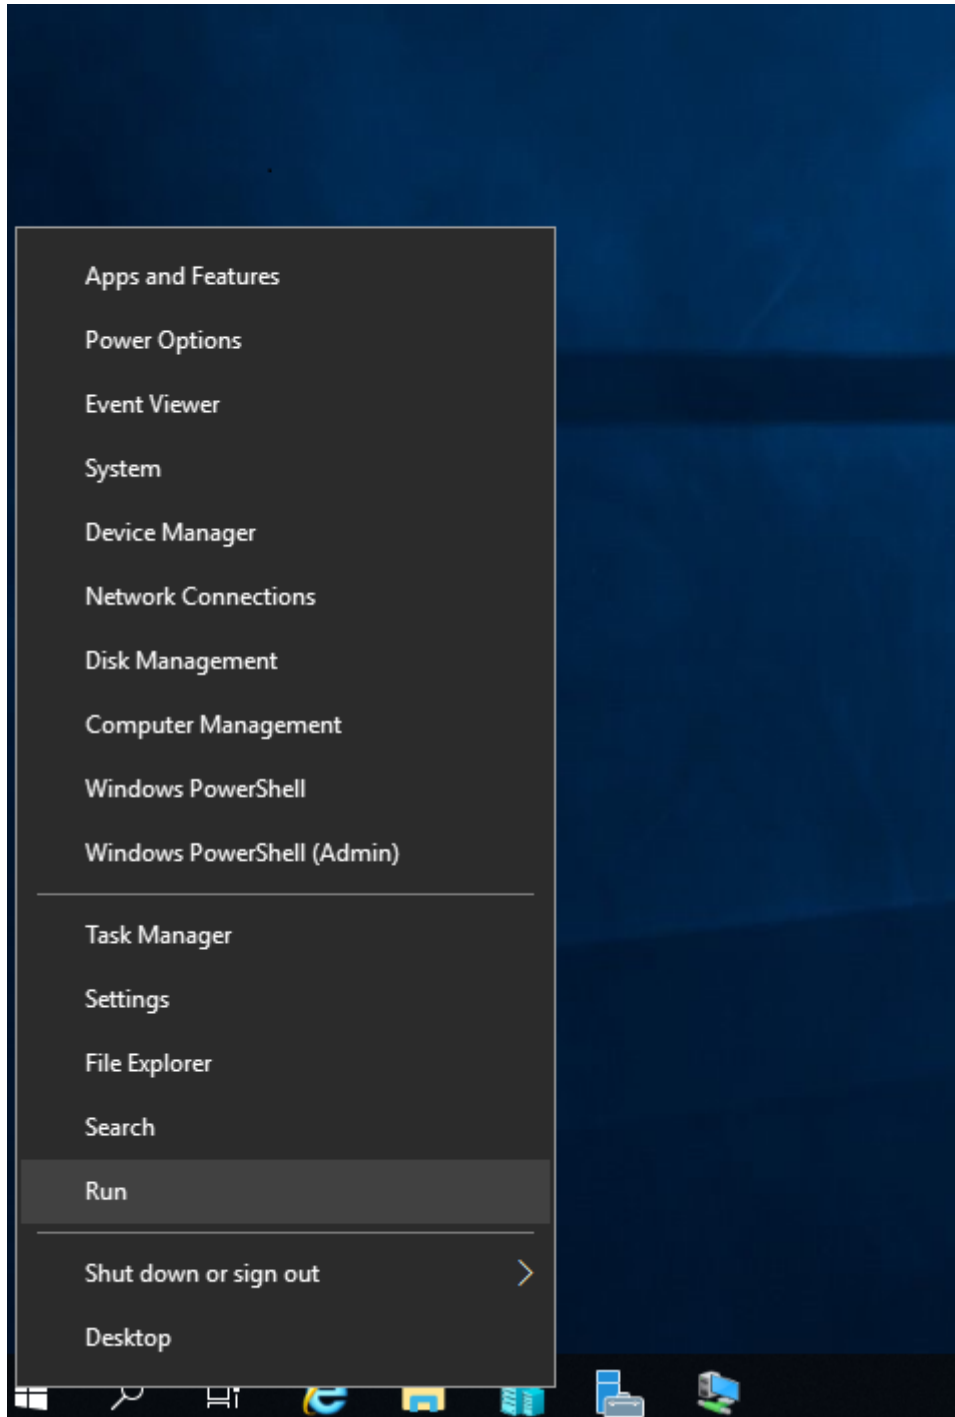 Apps and Features
Power Options
Event Viewer
System
Device Manager
Network Connections
Disk Management
Computer Management
Windows PowerShell
Windows PowerShell (Admin)
Task Manager
Settings
File Explorer
Search
Run
Shut down or sign out
Desktop